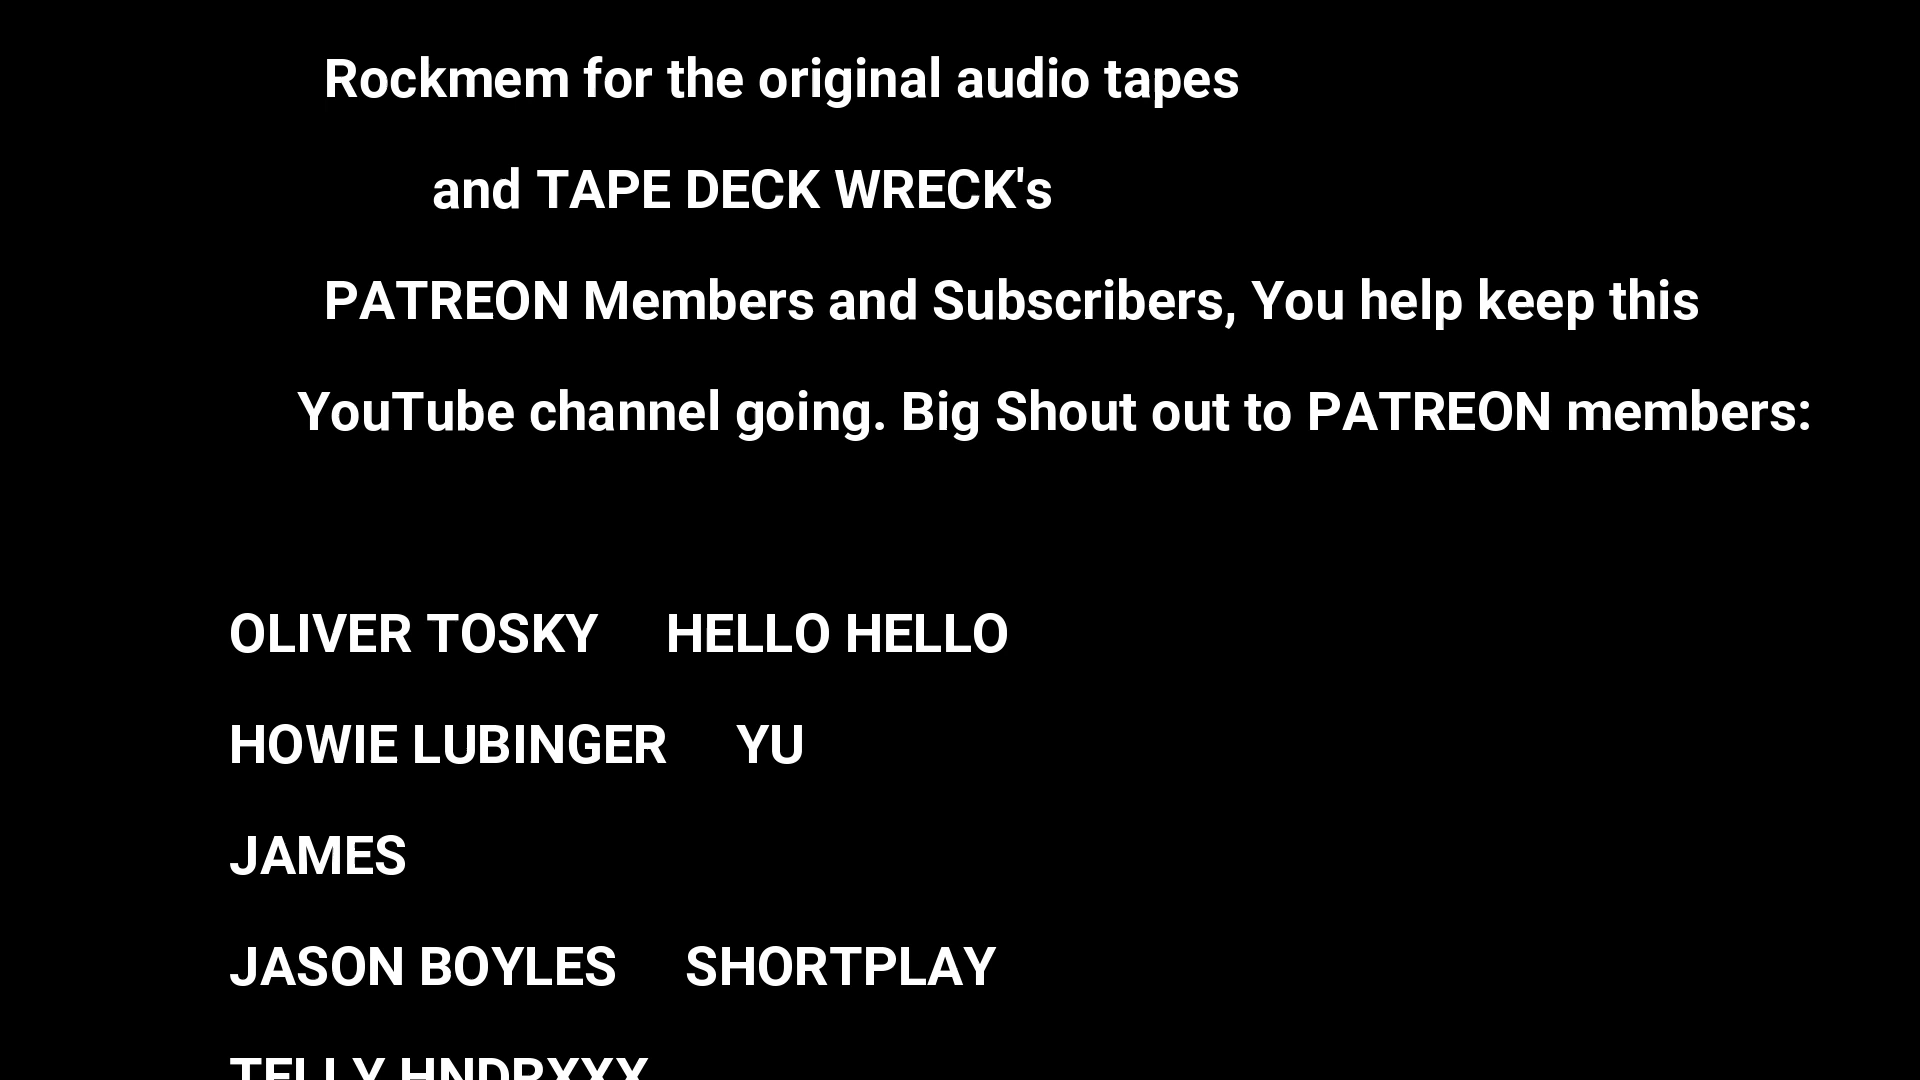 Rockmem for the original audio tapes
and TAPE DECK WRECK's
PATREON Members and Subscribers, You help keep this
YouTube channel going. Big Shout out to PATREON members:
OLIVER TOSKY HELLO HELLO
HOWIE LUBINGER YU
JAMES
JASON BOYLES SHORTPLAY
TELLY HNDRXXX